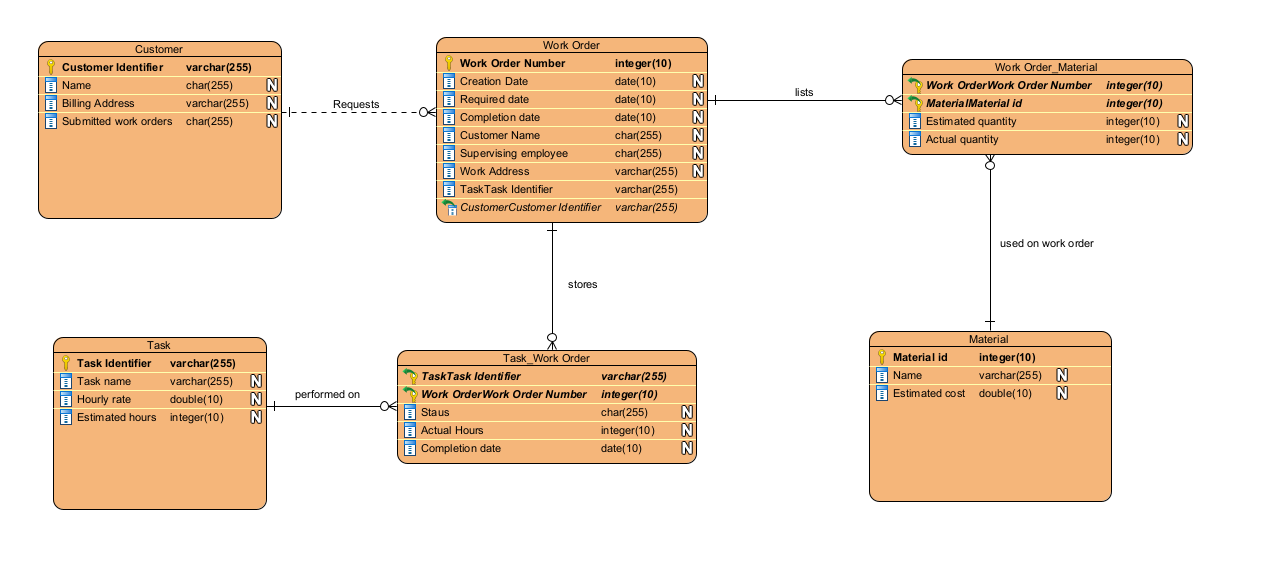 Customer
Customer Identifier varchar(255)
Name char(255) N
Billing Address varchar(255) N
Submitted work orders char(255) N
Requests
Work Order
Work Order Number integer(10)
Creation Date date(10) N
Required date date(10) N
Completion date date(10) N
Customer Name char(255) N
Supervising employee char(255) N
Work Address varchar(255) N
TaskTask Identifier varchar(255)
CustomerCustomer Identifier varchar(255)
lists
Work Order_Material
Work OrderWork Order Number integer(10)
MaterialMaterial id integer(10)
Estimated quantity integer(10) N
Actual quantity integer(10) N
used on work order
stores
Task
Task Identifier varchar(255)
Task name varchar(255) N
Hourly rate double(10) N
Estimated hours integer(10) N
performed on
Task_Work Order
TaskTask Identifier varchar(255)
Work OrderWork Order Number integer(10)
Staus char(255) N
Actual Hours integer(10) N
Completion date date(10) N
Material
Material id integer(10)
Name varchar(255) N
Estimated cost double(10) N